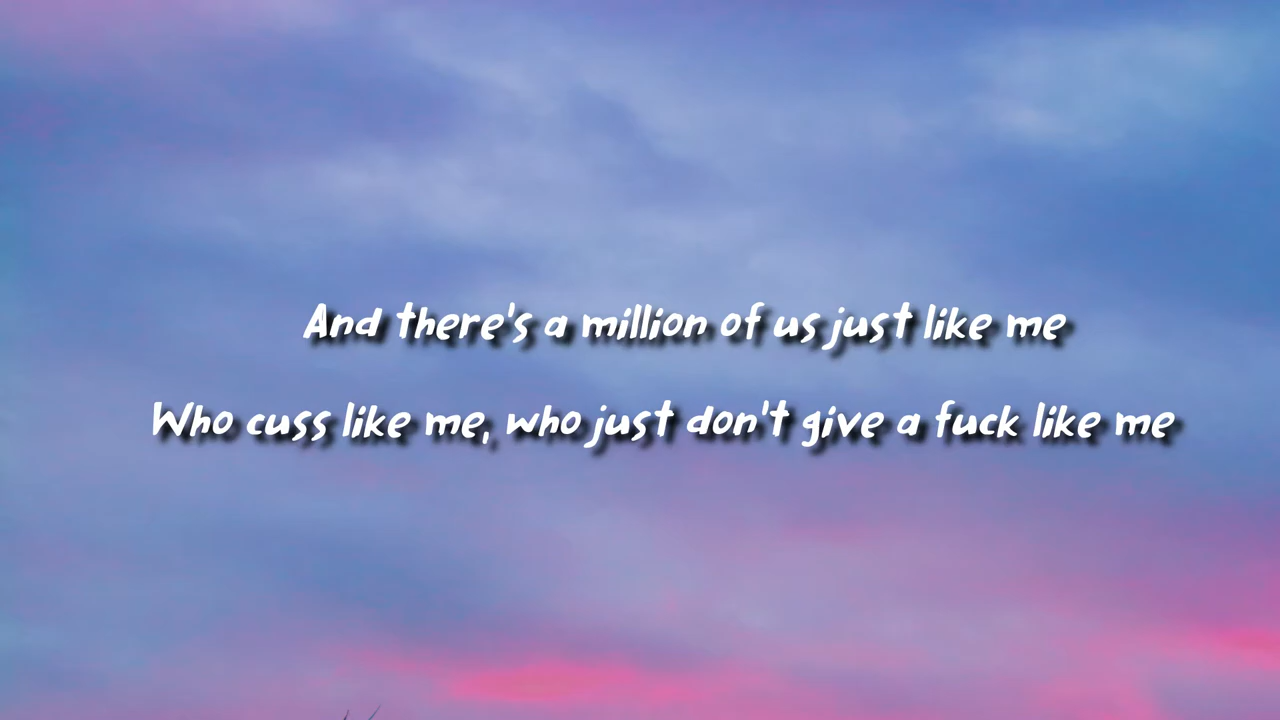 And there's a million of us just like me
Who cuss like me, who just don't give a fuck like me